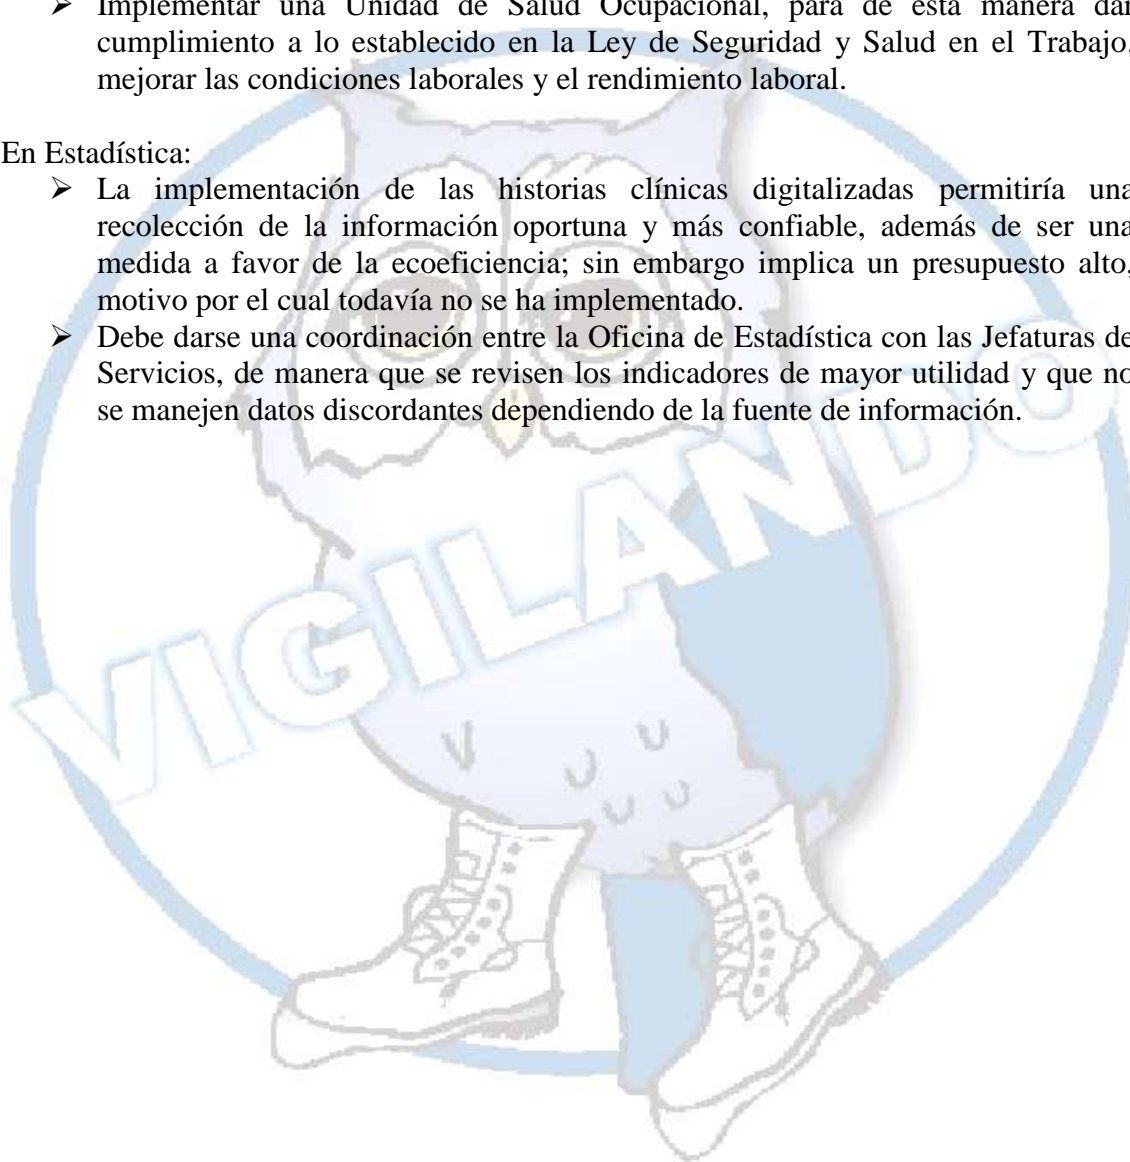 ➢ Implementar una Unidad de Salud Ocupacional, para de esta manera dar
cumplimiento a lo establecido en la Ley de Seguridad y Salud en el Trabajo,
mejorar las condiciones laborales y el rendimiento laboral.
En Estadística:
➢ La implementación de las historias clínicas digitalizadas permitiría una
recolección de la información oportuna y más confiable, además de ser una
medida a favor de la ecoeficiencia; sin embargo implica un presupuesto alto,
motivo por el cual todavía no se ha implementado.
➢ Debe darse una coordinación entre la Oficina de Estadística con las Jefaturas de
Servicios, de manera que se revisen los indicadores de mayor utilidad y que no
se manejen datos discordantes dependiendo de la fuente de información.
VIGILANDO